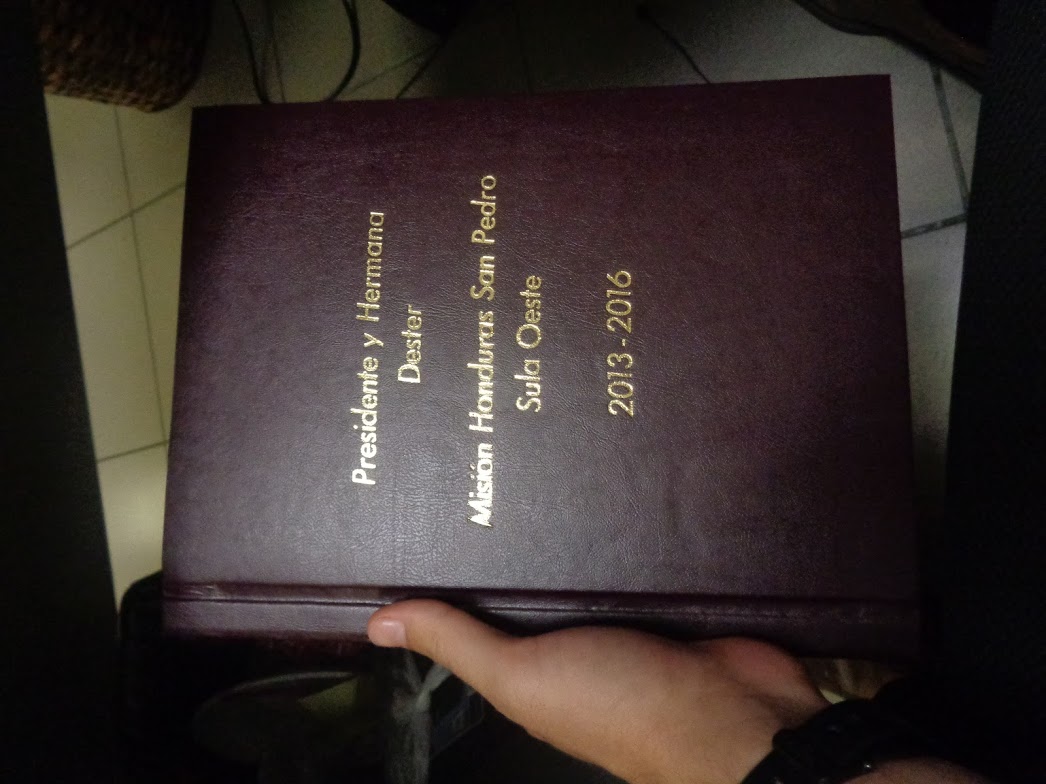 Presidente y Hermana
Dester
Misión Honduras San Pedro
Sula Oeste
2013-2016